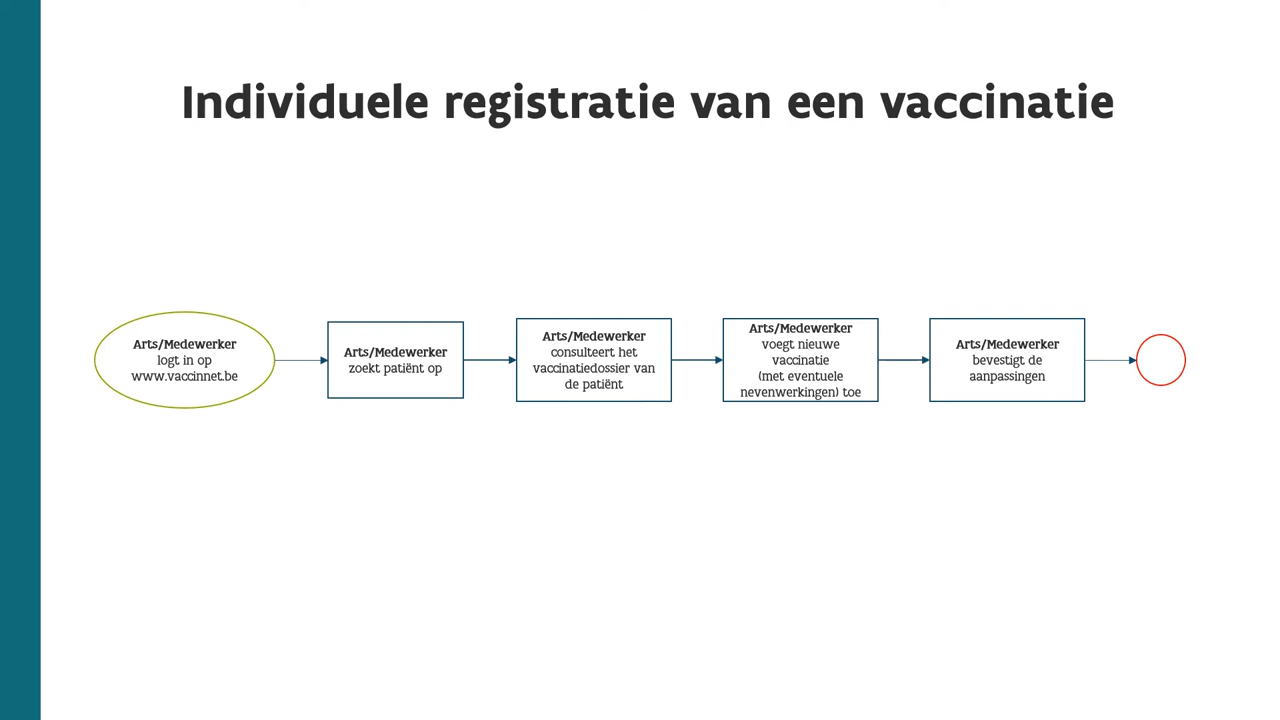 Individuele registratie van een vaccinatie
Arts/Medewerker
logt in op
www.vaccinnet.be
Arts/Medewerker
zoekt patiënt op
Arts/Medewerker
consulteert het
vaccinatiedossier van
de patiënt
Arts/Medewerker
voegt nieuwe
vaccinatie
(met eventuele
nevenwerkingen) toe
Arts/Medewerker
bevestigt de
aanpassingen